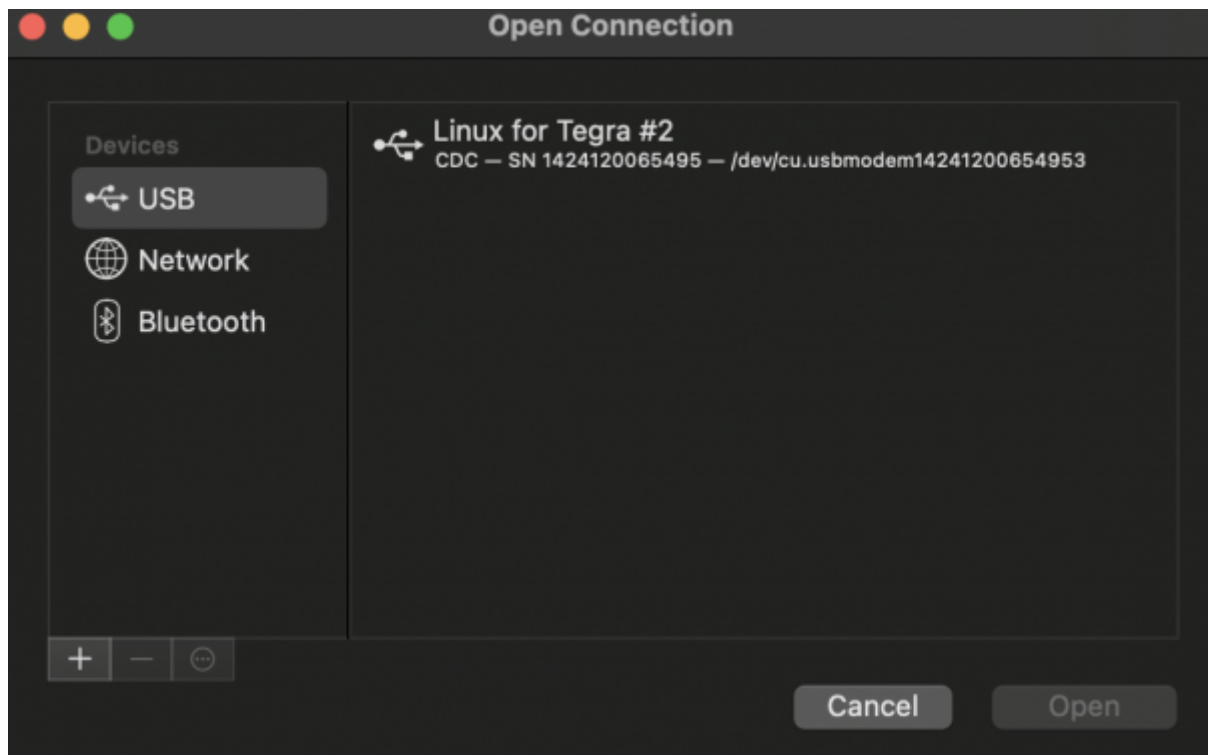 Open Connection
Devices
USB
Network
Bluetooth
Linux for Tegra #2
CDC — SN 1424120065495 — /dev/cu.usbmodem14241200654953
Cancel
Open